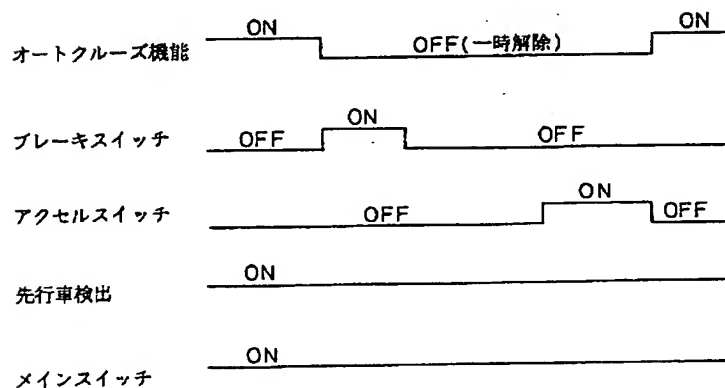 ON
OFF(一時解除)
ON
オートクルーズ機能
ON
OFF
OFF
ブレーキスイッチ
ON
OFF
OFF
アクセルスイッチ
ON
先行車検出
ON
メインスイッチ